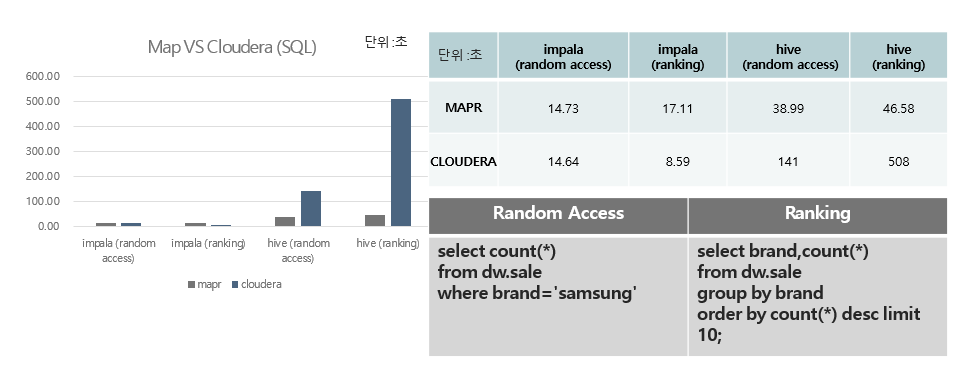 Map VS Cloudera (SQL)
단위 :초
600.00
500.00
400.00
300.00
200.00
100.00
0.00
impala (random access)
impala (ranking)
hive (random access)
hive (ranking)
mapr
cloudera
단위 :초
impala (random access)
impala (ranking)
hive (random access)
hive (ranking)
MAPR 14.73 17.11 38.99 46.58
CLOUDERA 14.64 8.59 141 508
Random Access
Ranking
select count(*)
from dw.sale
where brand='samsung'
select brand,count(*)
from dw.sale
group by brand
order by count(*) desc limit
10;